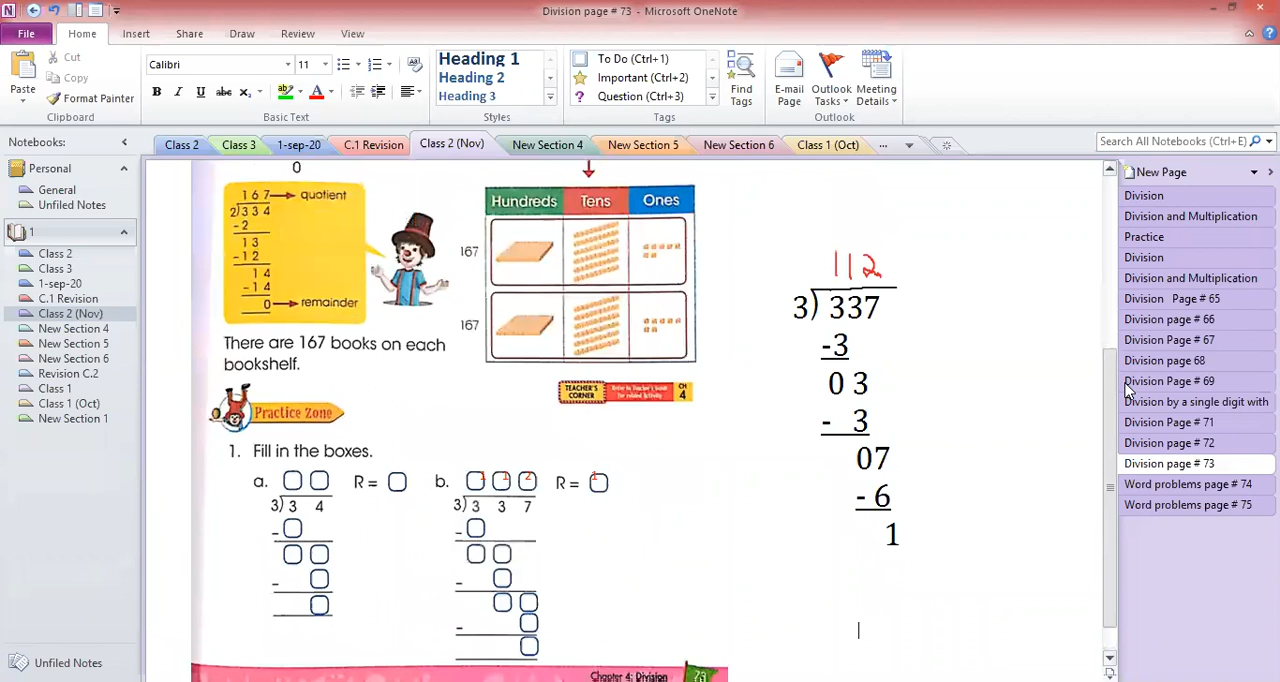 Division page # 73 - Microsoft OneNote
File Home Insert Share Draw Review View
Paste
Cut
Copy
Format Painter
Clipboard
Calibri 11
B I U abc x₂ A
Basic Text
Heading 1
Heading 2
Heading 3
Styles
To Do (Ctrl+1)
Important (Ctrl+2)
Question (Ctrl+3)
Tags
Find Tags
E-mail Page
Outlook Tasks
Meeting Details
Outlook
Notebooks:
Class 2 Class 3 1-sep-20 C.1 Revision Class 2 (Nov) New Section 4 New Section 5 New Section 6 Class 1 (Oct) ...
Search All Notebooks (Ctrl+E)
Personal
General
Unfiled Notes
1
Class 2
Class 3
1-sep-20
C.1 Revision
Class 2 (Nov)
New Section 4
New Section 5
New Section 6
Revision C.2
Class 1
Class 1 (Oct)
New Section 1
Unfiled Notes
0
167 quotient
2)334
-2
13
-12
14
-14
0 remainder
There are 167 books on each
bookshelf.
Hundreds Tens Ones
167
167
TEACHER'S CORNER
CH 4
Practice Zone
1. Fill in the boxes.
a. R =
3)3 4
-
-
b. 1 1 2 R = 1
3)3 3 7
-
-
-
Chapter 4: Division 73
112
3)337
-3
03
- 3
07
- 6
1
New Page
Division
Division and Multiplication
Practice
Division
Division and Multiplication
Division Page # 65
Division page # 66
Division Page # 67
Division page 68
Division Page # 69
Division by a single digit with
Division Page # 71
Division page # 72
Division page # 73
Word problems page # 74
Word problems page # 75